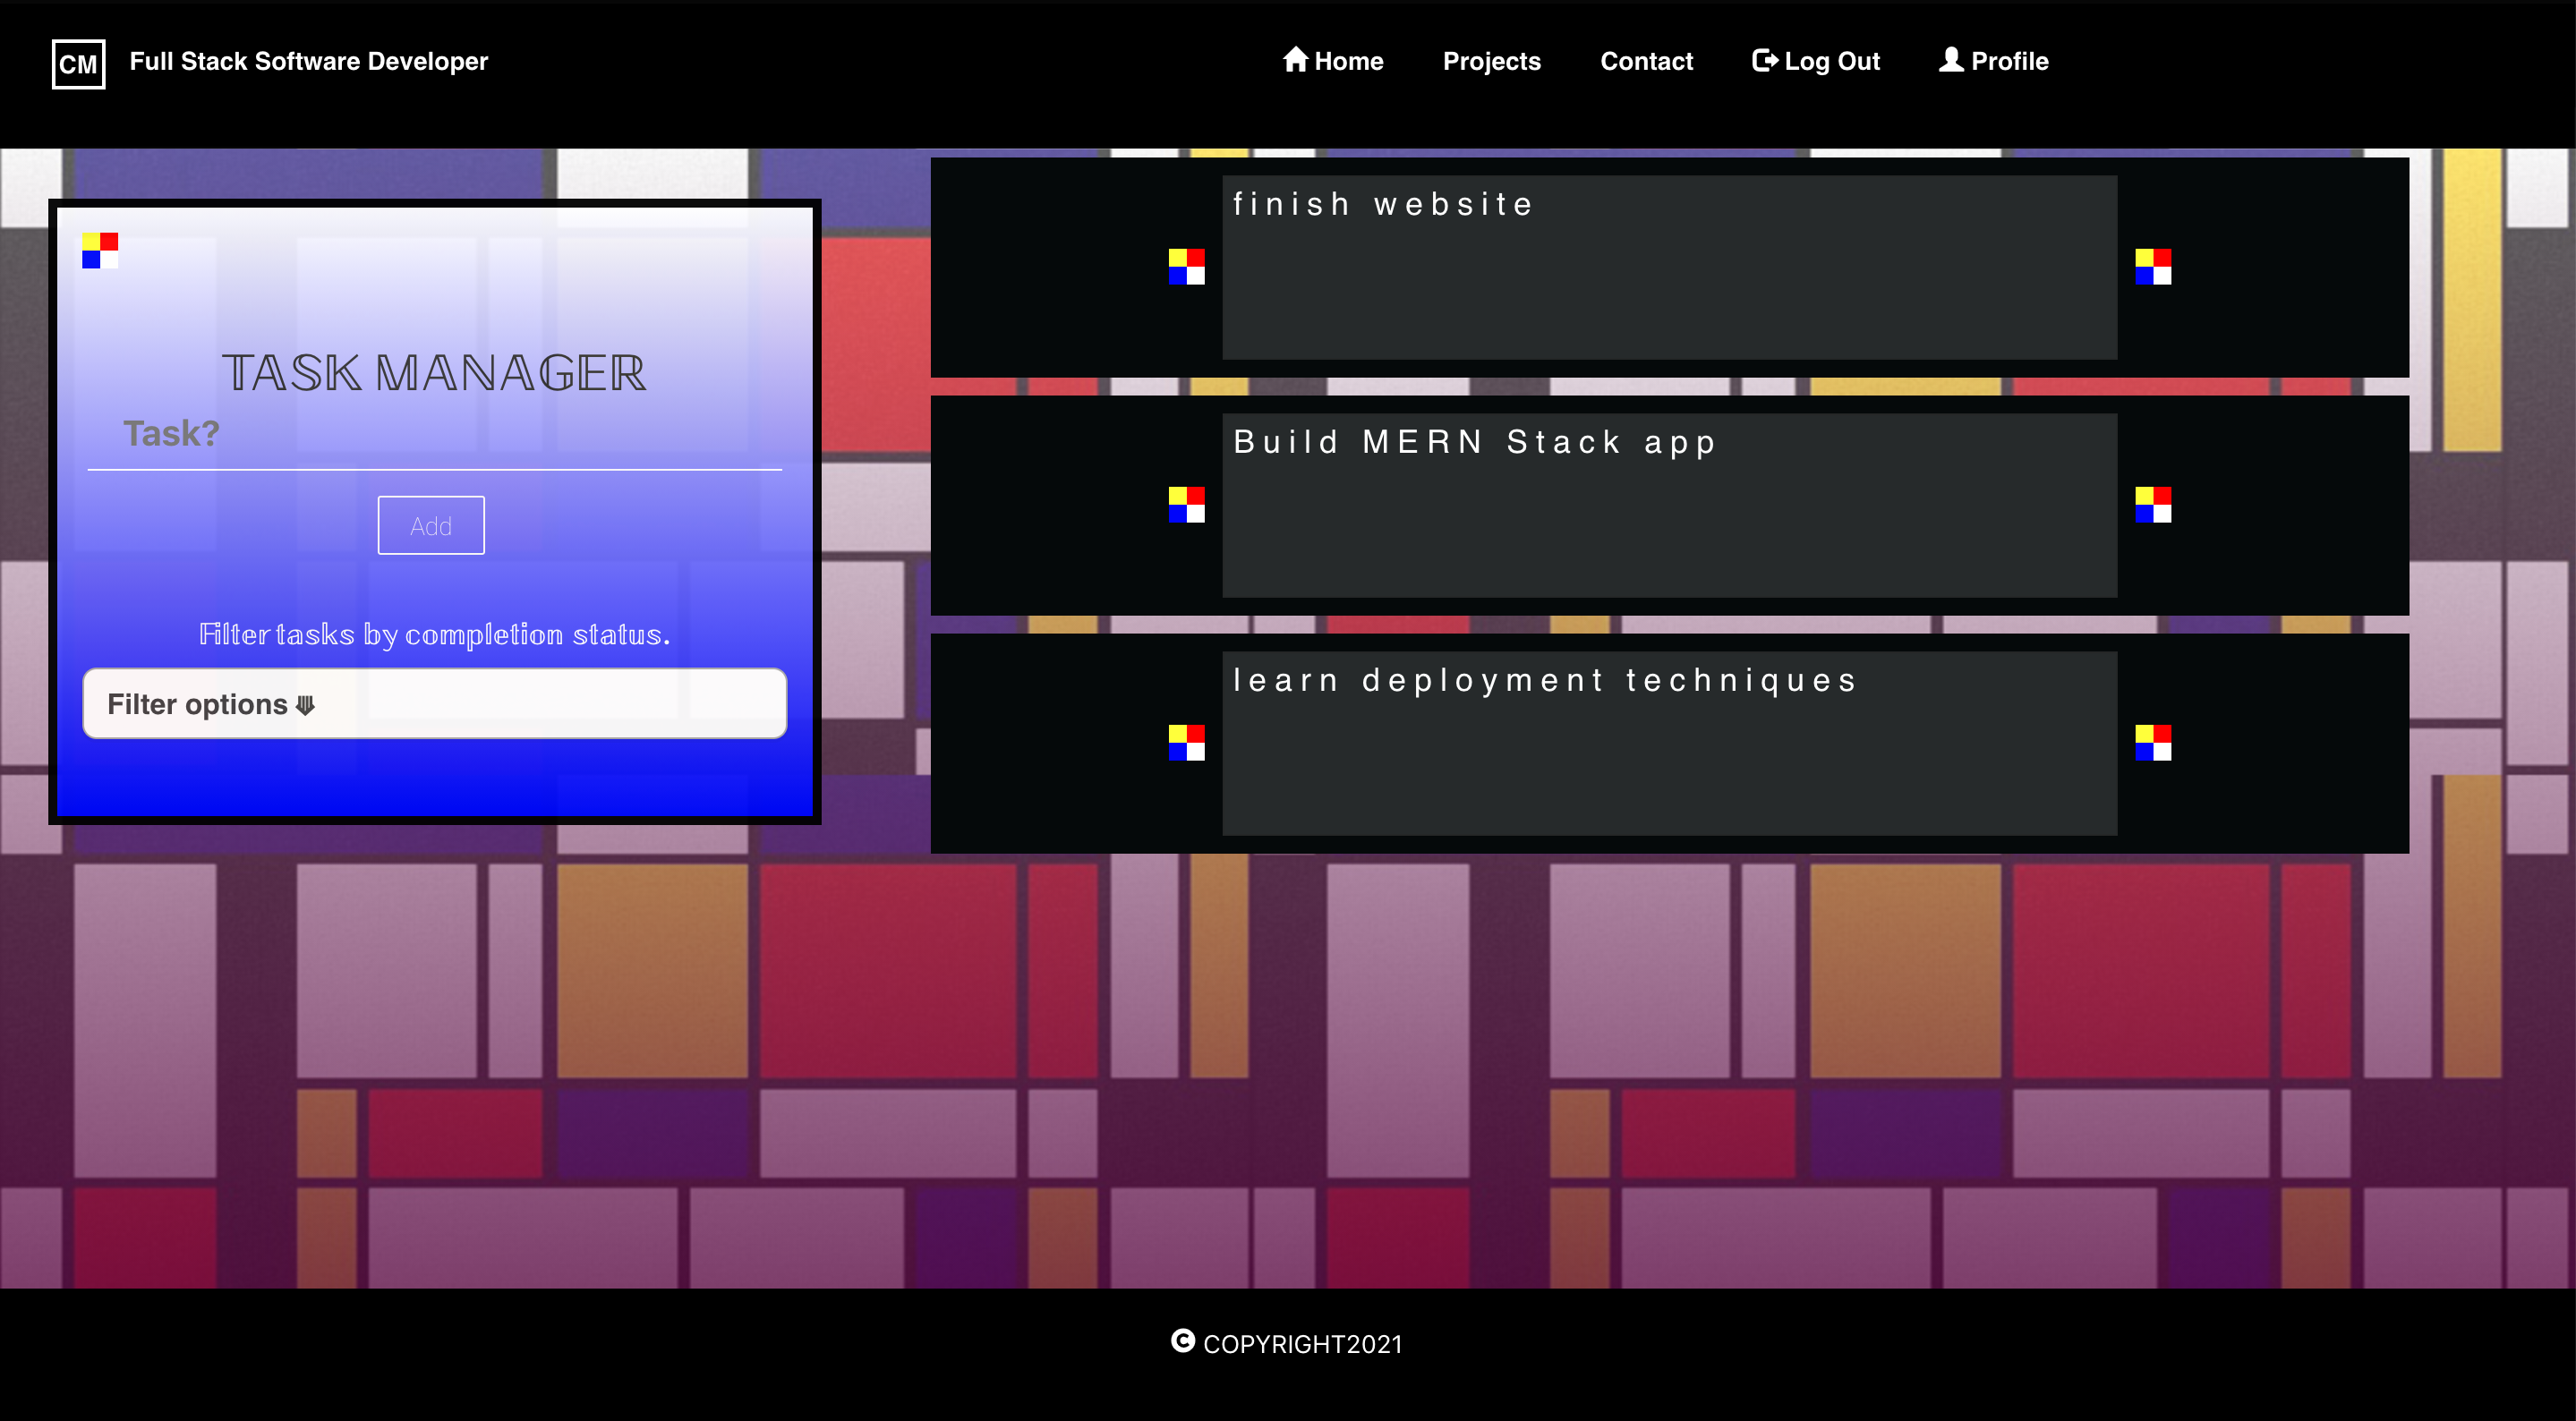 CM Full Stack Software Developer
Home Projects Contact Log Out Profile
TASK MANAGER
Task?
Add
Filter tasks by completion status.
Filter options
finish website
Build MERN Stack app
learn deployment techniques
© COPYRIGHT2021